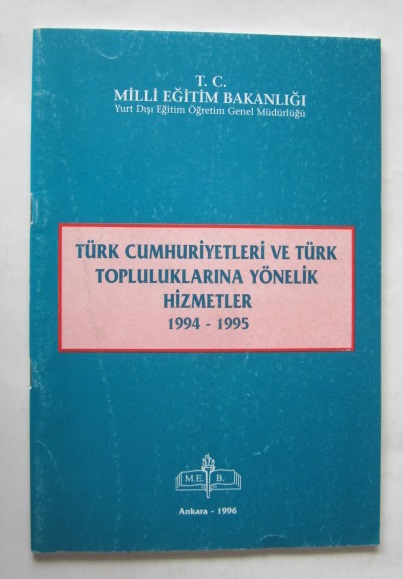 T. C.
MİLLİ EĞİTİM BAKANLIĞI
Yurt Dışı Eğitim Öğretim Genel Müdürlüğü
TÜRK CUMHURİYETLERİ VE TÜRK
TOPLULUKLARINA YÖNELİK
HİZMETLER
1994 - 1995
M.E. B.
Ankara - 1996